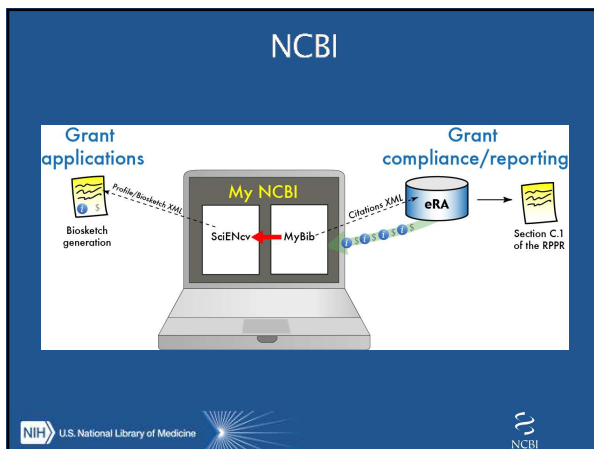 NCBI
Grant
applications
Grant
compliance/reporting
Profile/Biosketch XML
My NCBI
Citations XML
eRA
SciENcv
MyBib
i $
i $ i $ i $ i $
Biosketch
generation
Section C.1
of the RPPR
NIH U.S. National Library of Medicine
NCBI